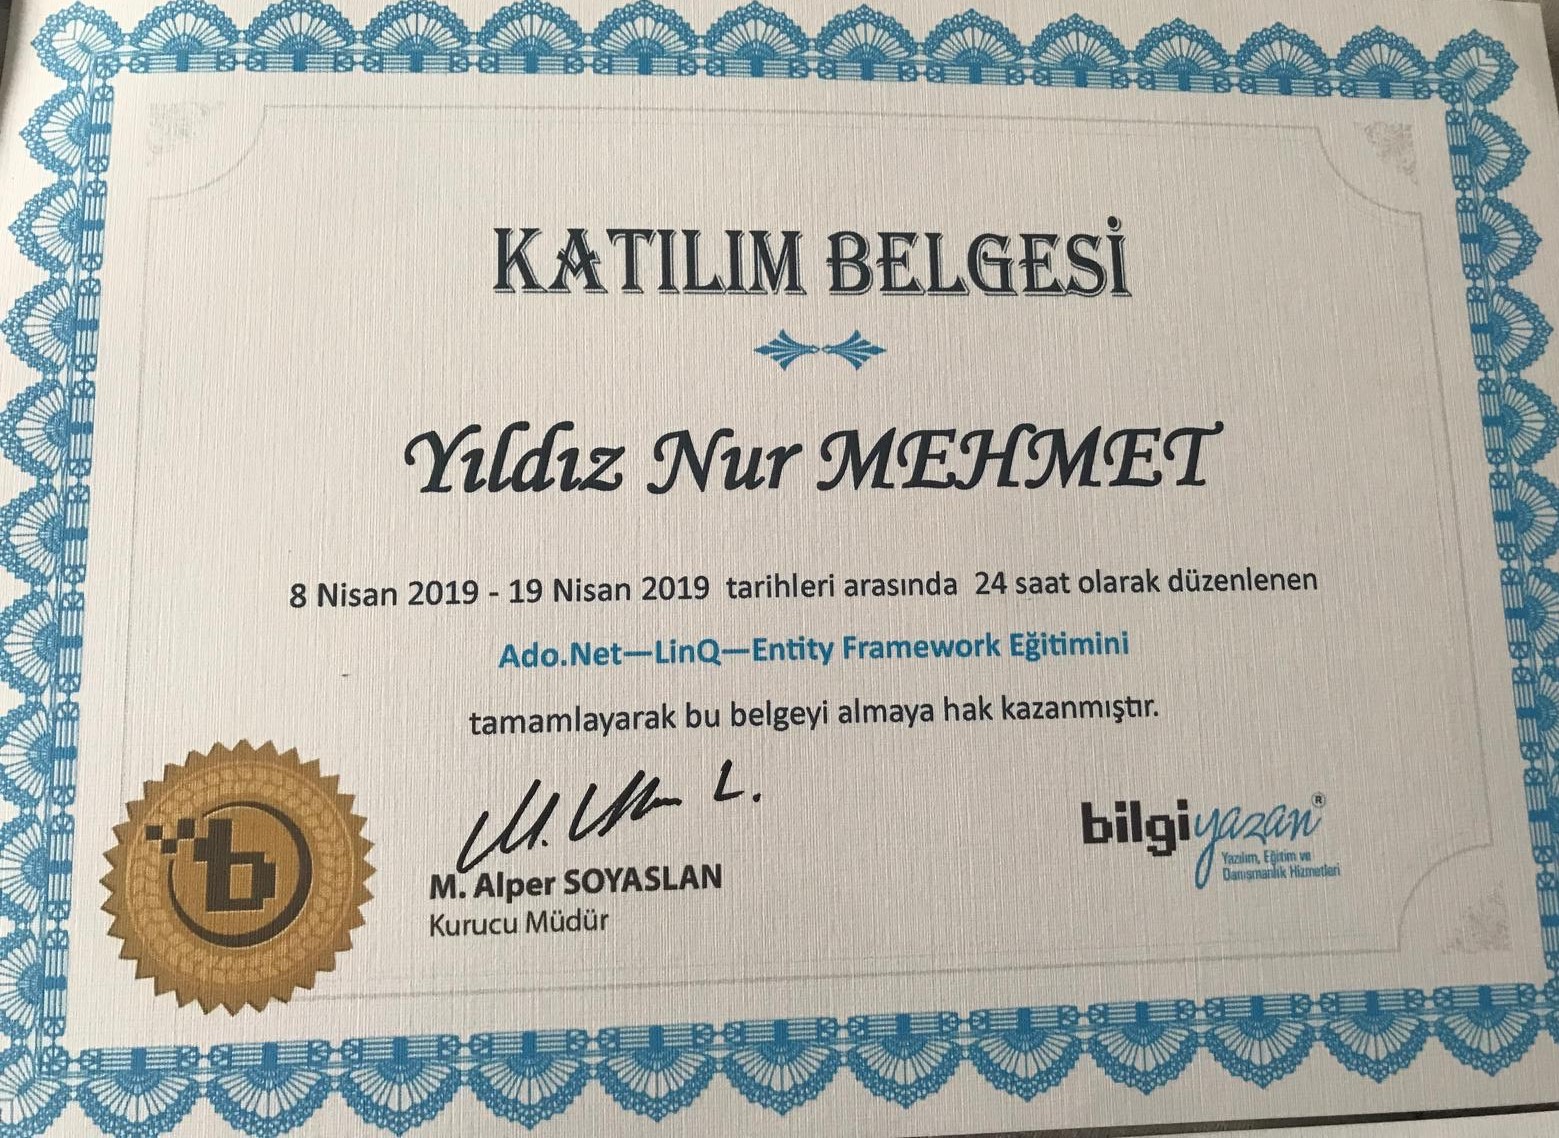 KATILIM BELGESİ
Yıldız Nur MEHMET
8 Nisan 2019 - 19 Nisan 2019 tarihleri arasında 24 saat olarak düzenlenen
Ado.Net—LinQ—Entity Framework Eğitimini
tamamlayarak bu belgeyi almaya hak kazanmıştır.
M. Alper SOYASLAN
Kurucu Müdür
b
bilgiyazan®
Yazılım, Eğitim ve
Danışmanlık Hizmetleri